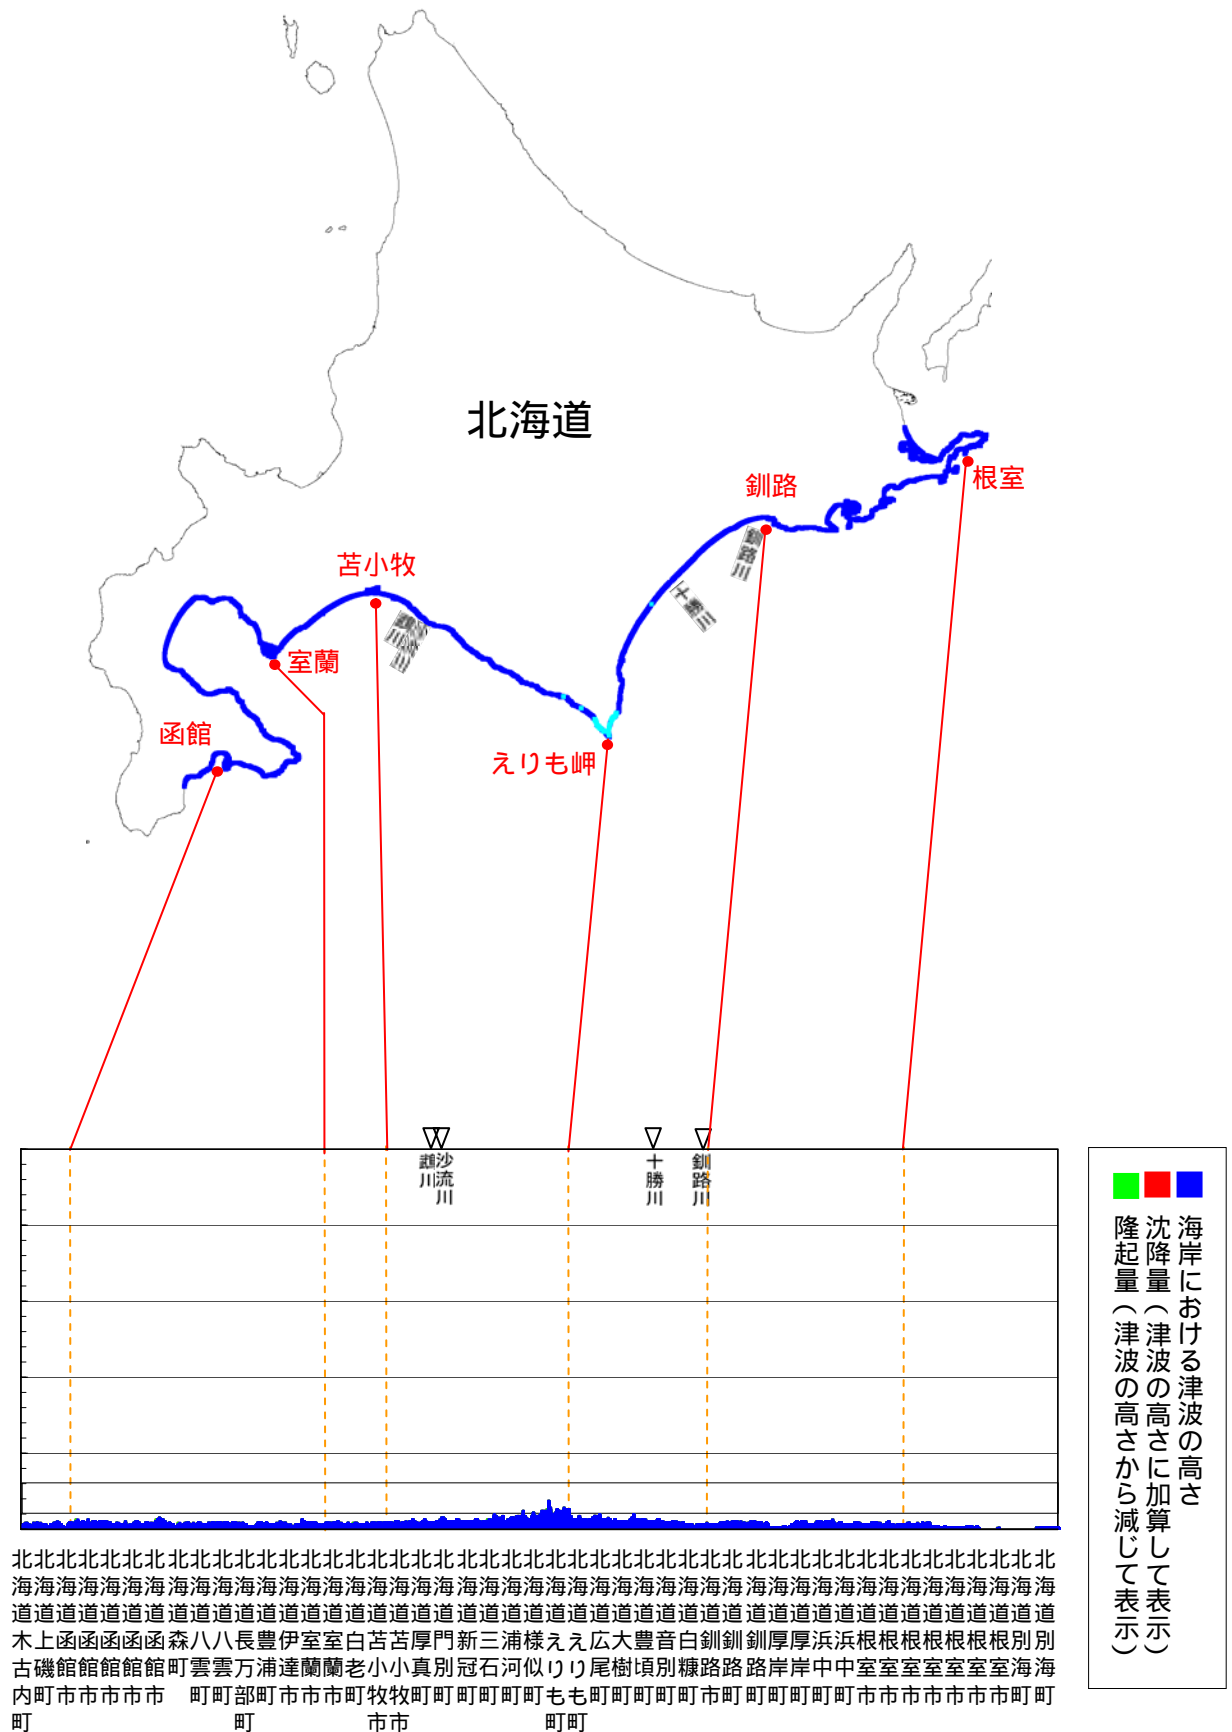 北海道
釧路
根室
苫小牧
釧路川
室蘭
函館
えりも岬
沙流川
十勝川
釧路川
海岸における津波の高さ
沈降量（津波の高さに加算して表示）
隆起量（津波の高さから減じて表示）
北海道木古内町
北海道上磯町
北海道函館市
北海道函館市
北海道函館市
北海道函館市
北海道函館市
北海道森町
北海道八雲町
北海道八雲町
北海道長万部町
北海道豊浦町
北海道伊達市
北海道室蘭市
北海道室蘭市
北海道白老町
北海道苫小牧市
北海道苫小牧市
北海道厚真町
北海道門別町
北海道新冠町
北海道三石町
北海道浦河町
北海道様似町
北海道えりも町
北海道えりも町
北海道広尾町
北海道大樹町
北海道豊頃町
北海道音別町
北海道白糠町
北海道釧路市
北海道釧路町
北海道釧路町
北海道厚岸町
北海道厚岸町
北海道浜中町
北海道浜中町
北海道根室市
北海道根室市
北海道根室市
北海道根室市
北海道根室市
北海道根室市
北海道根室市
北海道別海町
北海道別海町